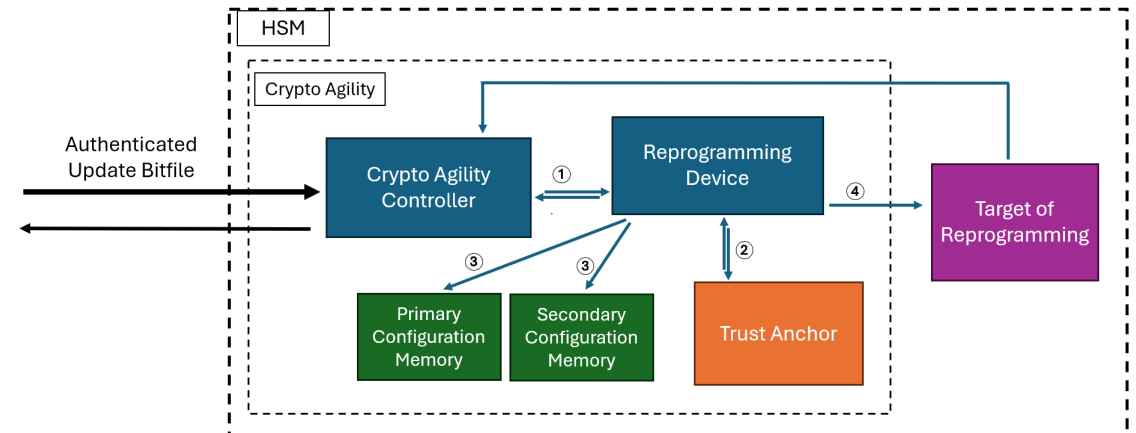 HSM
Crypto Agility
Authenticated
Update Bitfile
Crypto Agility
Controller
①
Reprogramming
Device
④
Target of
Reprogramming
③
③
②
Primary
Configuration
Memory
Secondary
Configuration
Memory
Trust Anchor